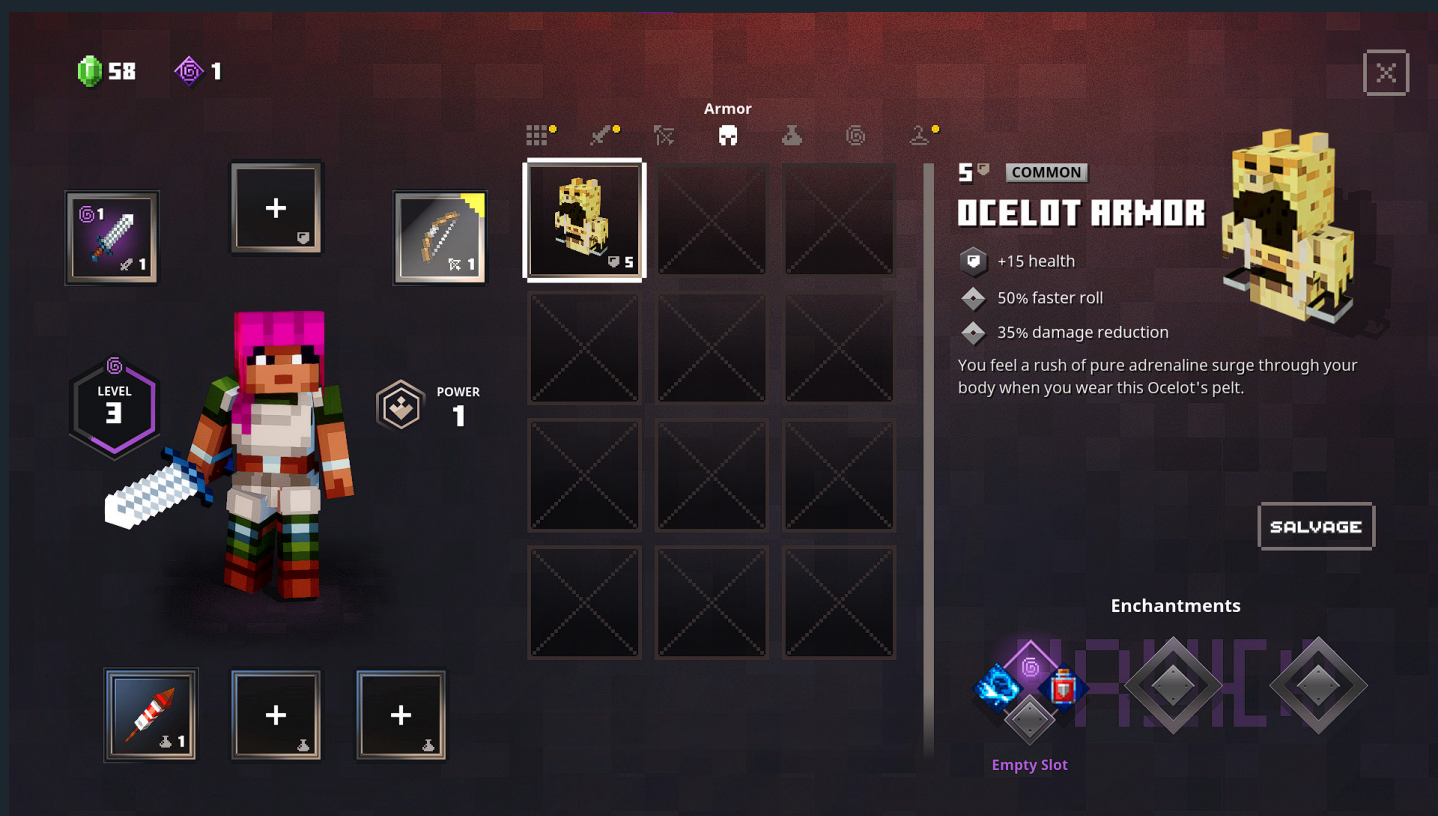 58
1
Armor
1
1
1
5
LEVEL
3
POWER
1
1
5
COMMON
OCELOT ARMOR
+15 health
50% faster roll
35% damage reduction
You feel a rush of pure adrenaline surge through your
body when you wear this Ocelot's pelt.
SALVAGE
Enchantments
Empty Slot